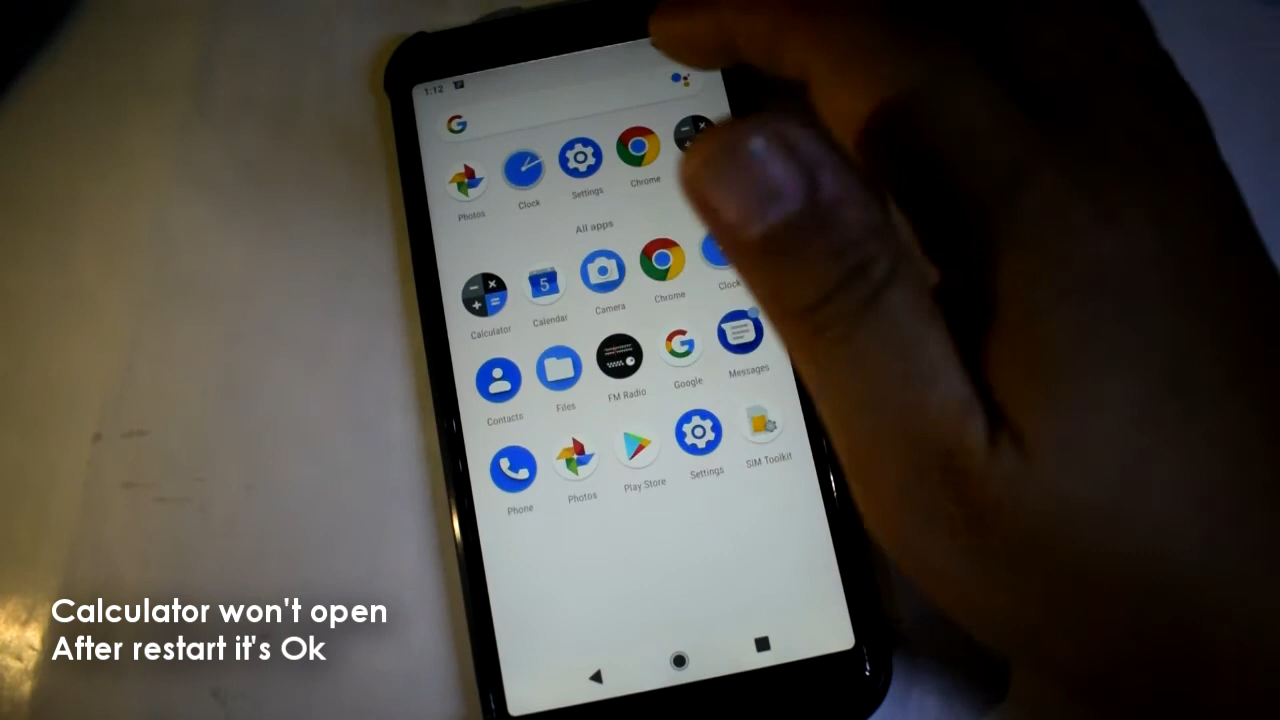 1:12
Photos Clock Settings Chrome
All apps
Calculator Calendar Camera Chrome Clock
Contacts Files FM Radio Google Messages
Phone Photos Play Store Settings SIM Toolkit
5
Calculator won't open
After restart it's Ok